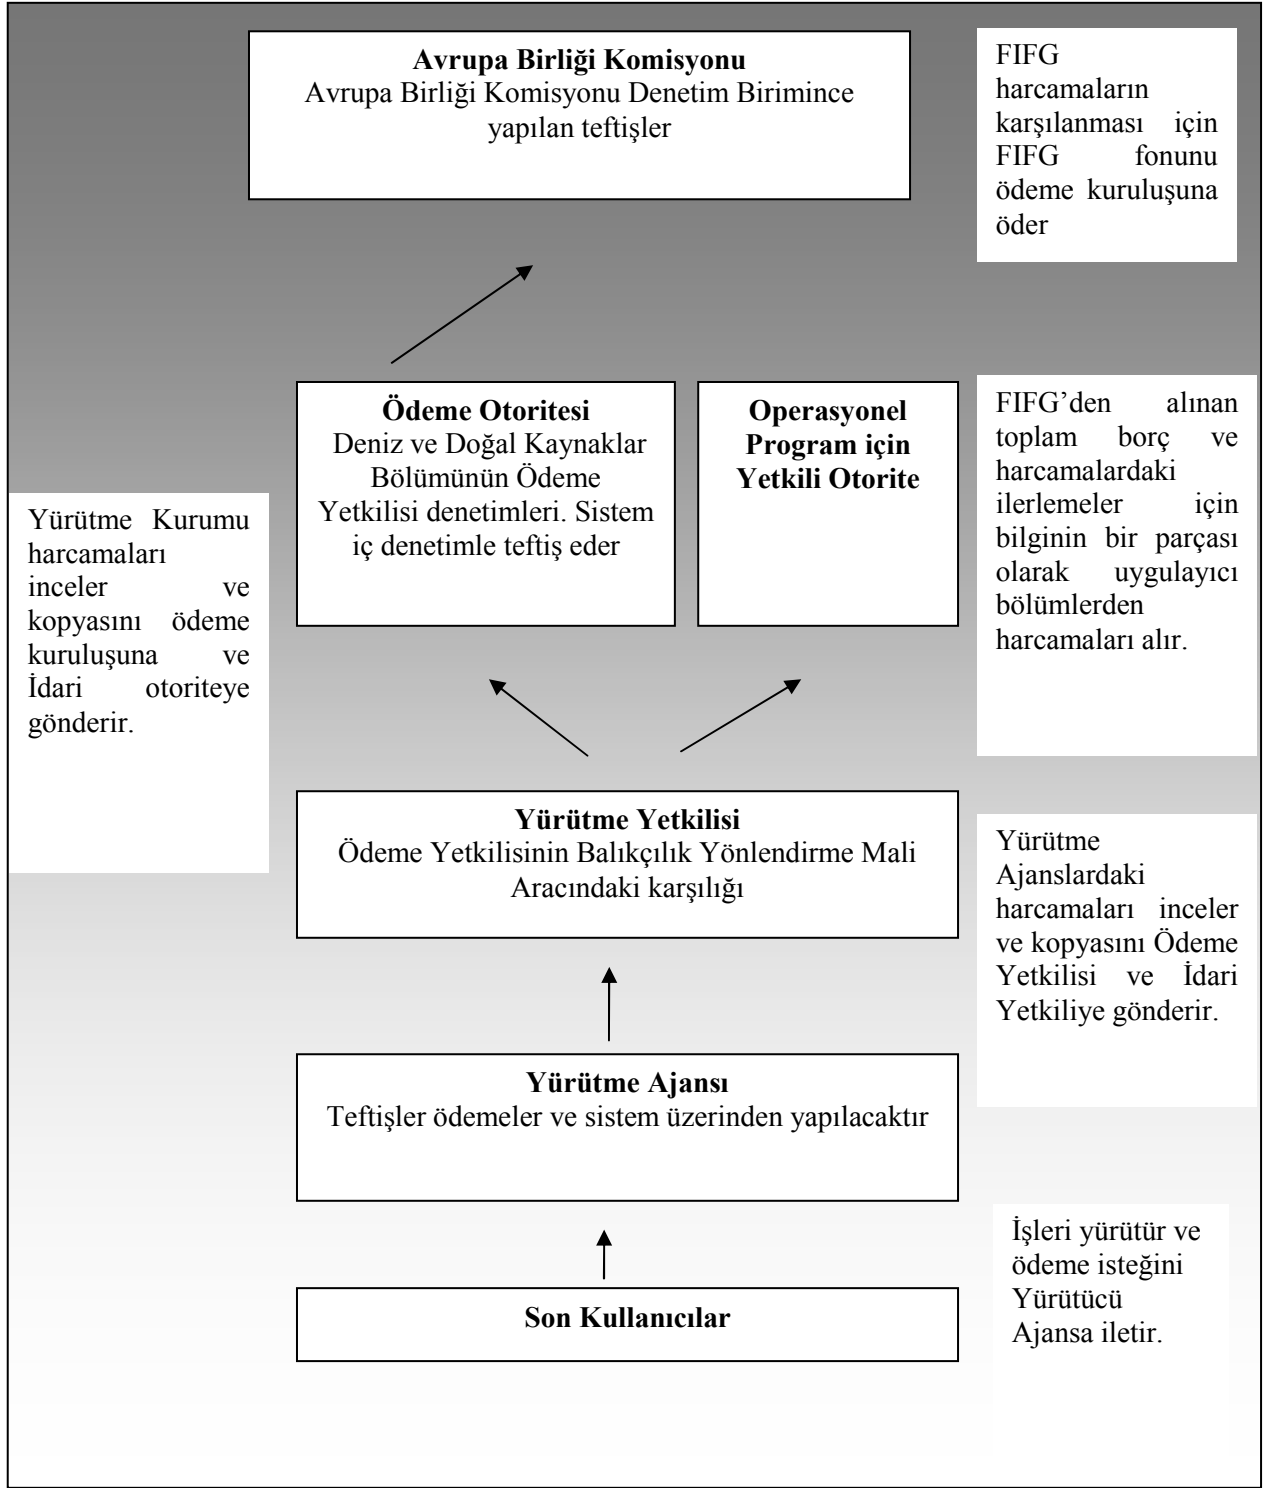 Avrupa Birliği Komisyonu
Avrupa Birliği Komisyonu Denetim Birimince
yapılan teftişler
FIFG
harcamaların
karşılanması için
FIFG fonunu
ödeme kuruluşuna
öder
Ödeme Otoritesi
Deniz ve Doğal Kaynaklar
Bölümünün Ödeme
Yetkilisi denetimleri. Sistem
iç denetimle teftiş eder
Operasyonel
Program için
Yetkili Otorite
FIFG’den alınan
toplam borç ve
harcamalardaki
ilerlemeler için
bilginin bir parçası
olarak uygulayıcı
bölümlerden
harcamaları alır.
Yürütme Kurumu
harcamaları
inceler ve
kopyasını ödeme
kuruluşuna ve
İdari otoriteye
gönderir.
Yürütme Yetkilisi
Ödeme Yetkilisinin Balıkçılık Yönlendirme Mali
Aracındaki karşılığı
Yürütme
Ajanslardaki
harcamaları inceler
ve kopyasını Ödeme
Yetkilisi ve İdari
Yetkiliye gönderir.
Yürütme Ajansı
Teftişler ödemeler ve sistem üzerinden yapılacaktır
İşleri yürütür ve
ödeme isteğini
Yürütücü
Ajansa iletir.
Son Kullanıcılar